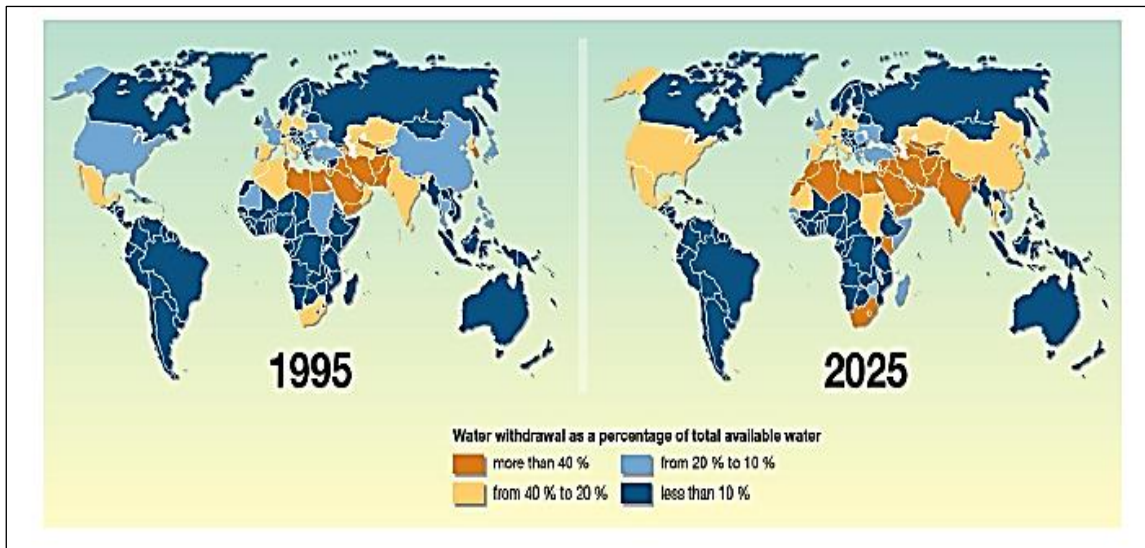 1995
2025
Water withdrawal as a percentage of total available water
more than 40 %
from 20 % to 10 %
from 40 % to 20 %
less than 10 %